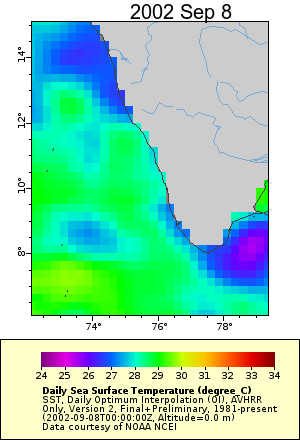 2002 Sep 8
14°
12°
10°
8°
74° 76° 78°
24 25 26 27 28 29 30 31 32 33 34
Daily Sea Surface Temperature (degree_C)
SST, Daily Optimum Interpolation (OI), AVHRR
Only, Version 2, Final+Preliminary, 1981-present
(2002-09-08T00:00:00Z, Altitude=0.0 m)
Data courtesy of NOAA NCEI